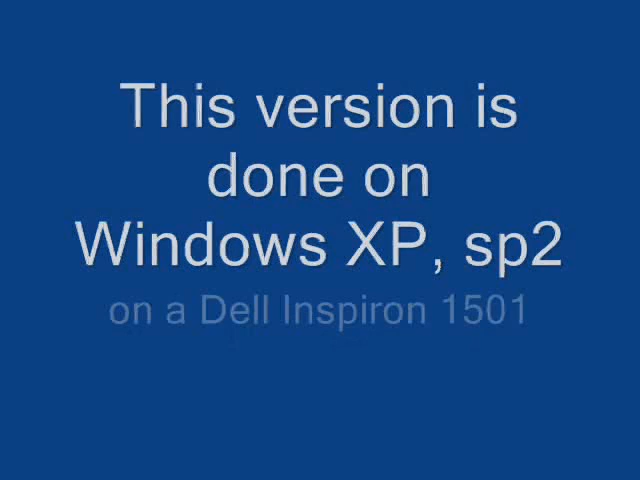 This version is
done on
Windows XP, sp2
on a Dell Inspiron 1501